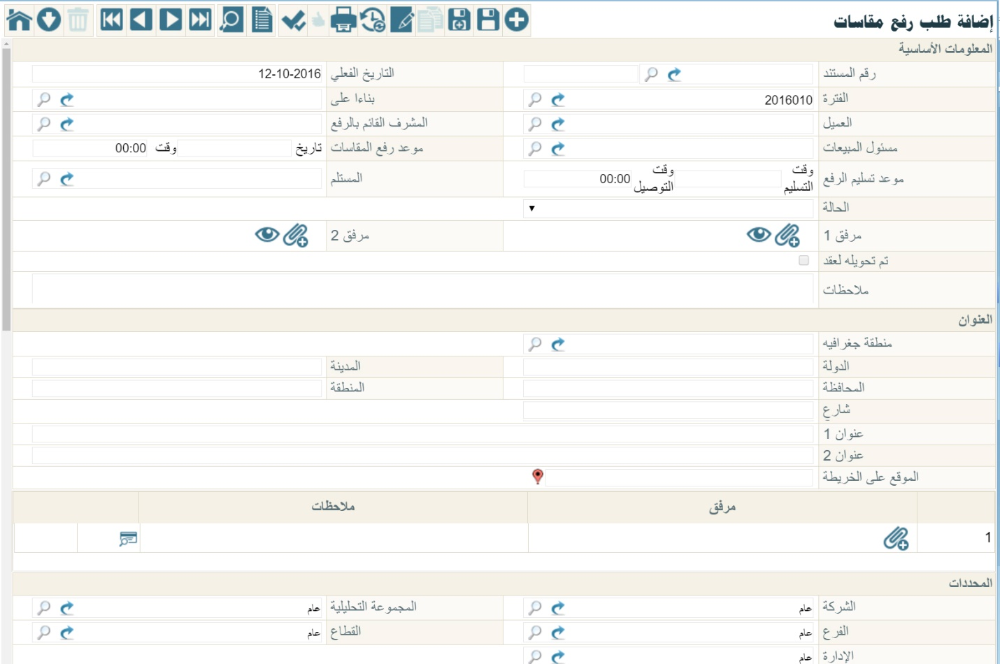 إضافة طلب رفع مقاسات
المعلومات الأساسية
رقم المستند
التاريخ الفعلي 12-10-2016
الفترة 2016010 بناءا على
العميل المشرف القائم بالرفع
مسئول المبيعات موعد رفع المقاسات تاريخ وقت 00:00
موعد تسليم الرفع وقت التسليم وقت التوصيل 00:00 المستلم
الحالة
مرفق 1 مرفق 2
تم تحويله لعقد
ملاحظات
العنوان
منطقة جغرافيه
الدولة المدينة
المحافظة المنطقة
شارع
عنوان 1
عنوان 2
الموقع على الخريطة
مرفق ملاحظات
1
المحددات
الشركة عام المجموعة التحليلية عام
الفرع عام القطاع عام
الإدارة عام